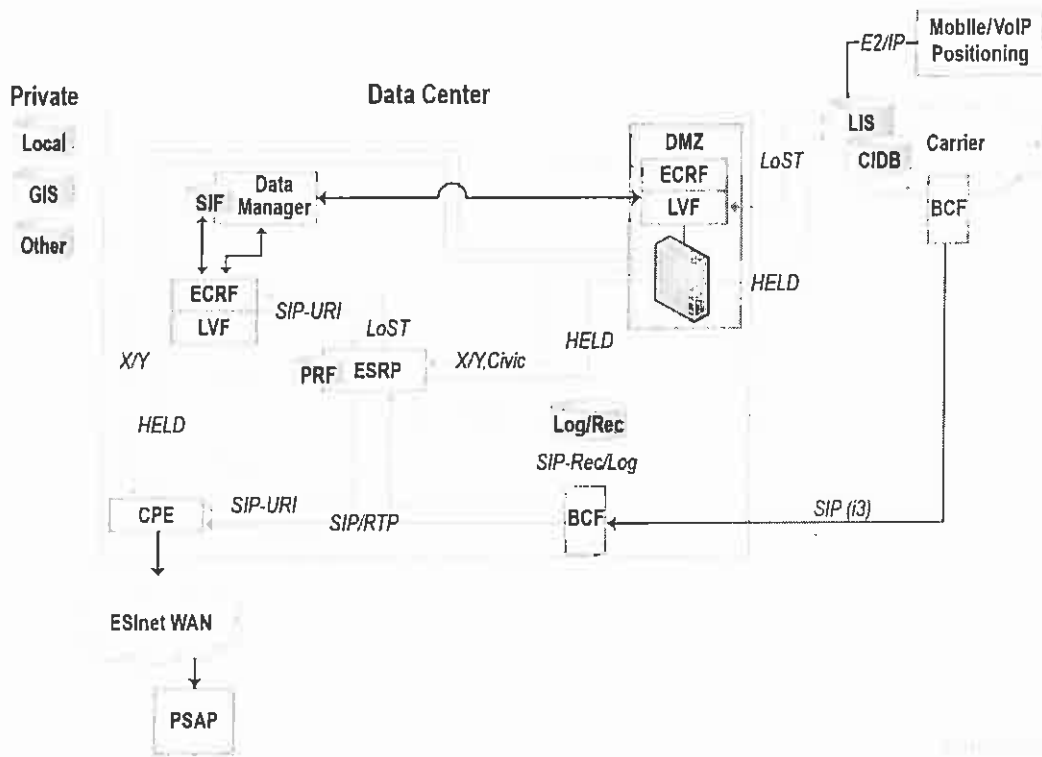 Mobile/VoIP
Positioning
E2/IP
Private
Data Center
Local
GIS
Other
SIF
Data
Manager
DMZ
ECRF
LVF
LoST
LIS
CIDB
Carrier
BCF
ECRF
LVF
SIP-URI
LoST
HELD
HELD
X/Y
PRF
ESRP
X/Y,Civic
HELD
Log/Rec
SIP-Rec/Log
CPE
SIP-URI
SIP/RTP
BCF
SIP (i3)
ESInet WAN
PSAP